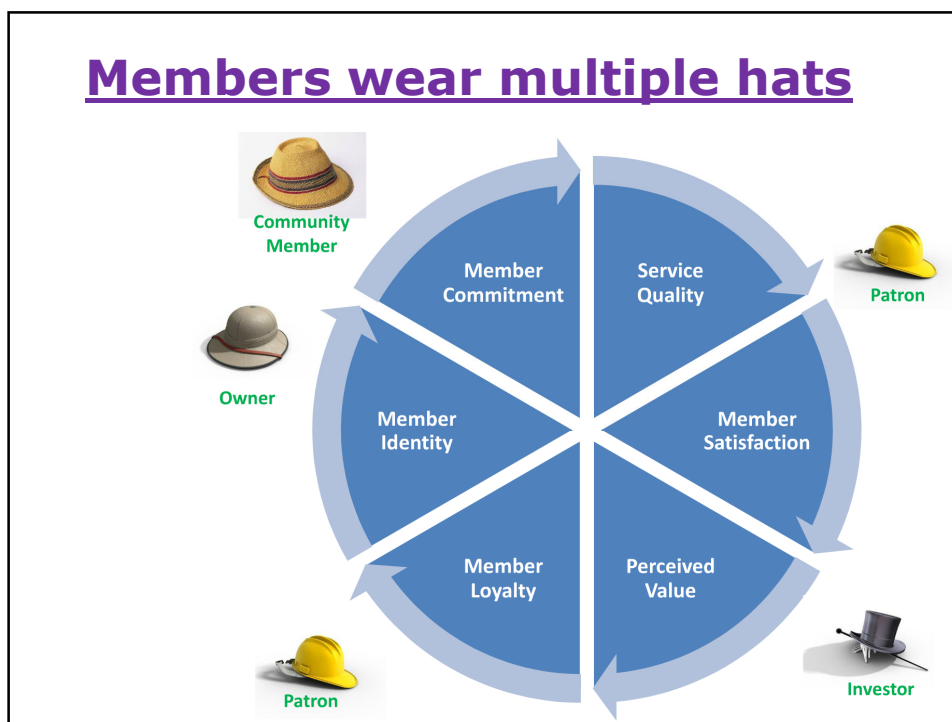 Members wear multiple hats
Community
Member
Member
Commitment
Service
Quality
Patron
Owner
Member
Identity
Member
Satisfaction
Member
Loyalty
Perceived
Value
Patron
Investor